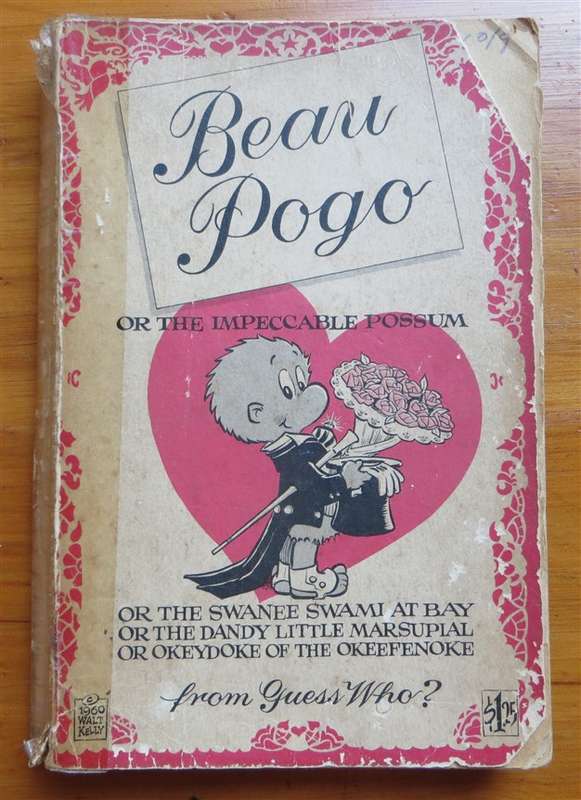 Beau
Pogo
OR THE IMPECCABLE POSSUM
OR THE SWANEE SWAMI AT BAY
OR THE DANDY LITTLE MARSUPIAL
OR OKEYDOKE OF THE OKEEFENOKE
from Guess Who?
© 1960
WALT
KELLY
$1.25